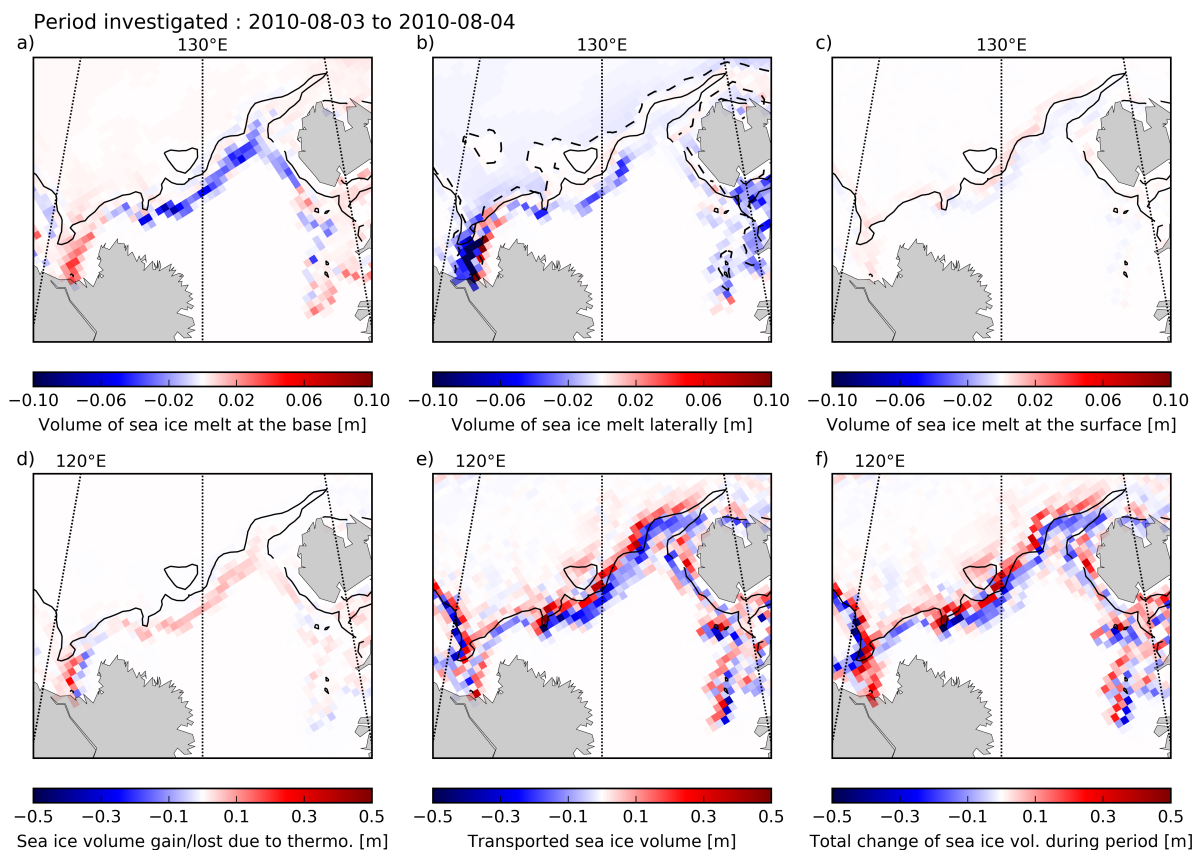 Period investigated : 2010-08-03 to 2010-08-04
a) 130°E b) 130°E c) 130°E
−0.10 −0.06 −0.02 0.02 0.06 0.10 −0.10 −0.06 −0.02 0.02 0.06 0.10 −0.10 −0.06 −0.02 0.02 0.06 0.10
Volume of sea ice melt at the base [m] Volume of sea ice melt laterally [m] Volume of sea ice melt at the surface [m]
d) 120°E e) 120°E f) 120°E
−0.5 −0.3 −0.1 0.1 0.3 0.5 −0.5 −0.3 −0.1 0.1 0.3 0.5 −0.5 −0.3 −0.1 0.1 0.3 0.5
Sea ice volume gain/lost due to thermo. [m] Transported sea ice volume [m] Total change of sea ice vol. during period [m]